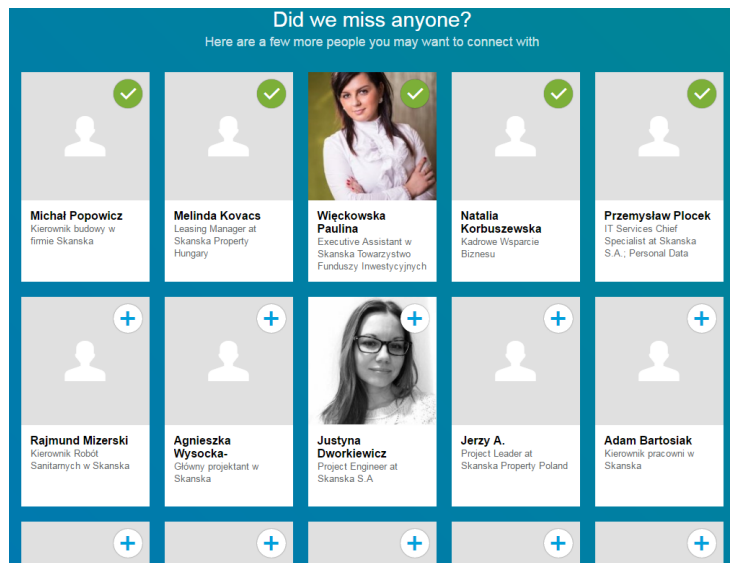 Did we miss anyone?
Here are a few more people you may want to connect with
Michał Popowicz
Kierownik budowy w
firmie Skanska
Melinda Kovacs
Leasing Manager at
Skanska Property
Hungary
Więckowska
Paulina
Executive Assistant w
Skanska Towarzystwo
Funduszy Inwestycyjnych
Natalia
Korbuszewska
Kadrowe Wsparcie
Biznesu
Przemysław Plocek
IT Services Chief
Specialist at Skanska
S.A.; Personal Data
Rajmund Mizerski
Kierownik Robót
Sanitarnych w Skanska
Agnieszka
Wysocka-
Główny projektant w
Skanska
Justyna
Dworkiewicz
Project Engineer at
Skanska S.A
Jerzy A.
Project Leader at
Skanska Property Poland
Adam Bartosiak
Kierownik pracowni w
Skanska